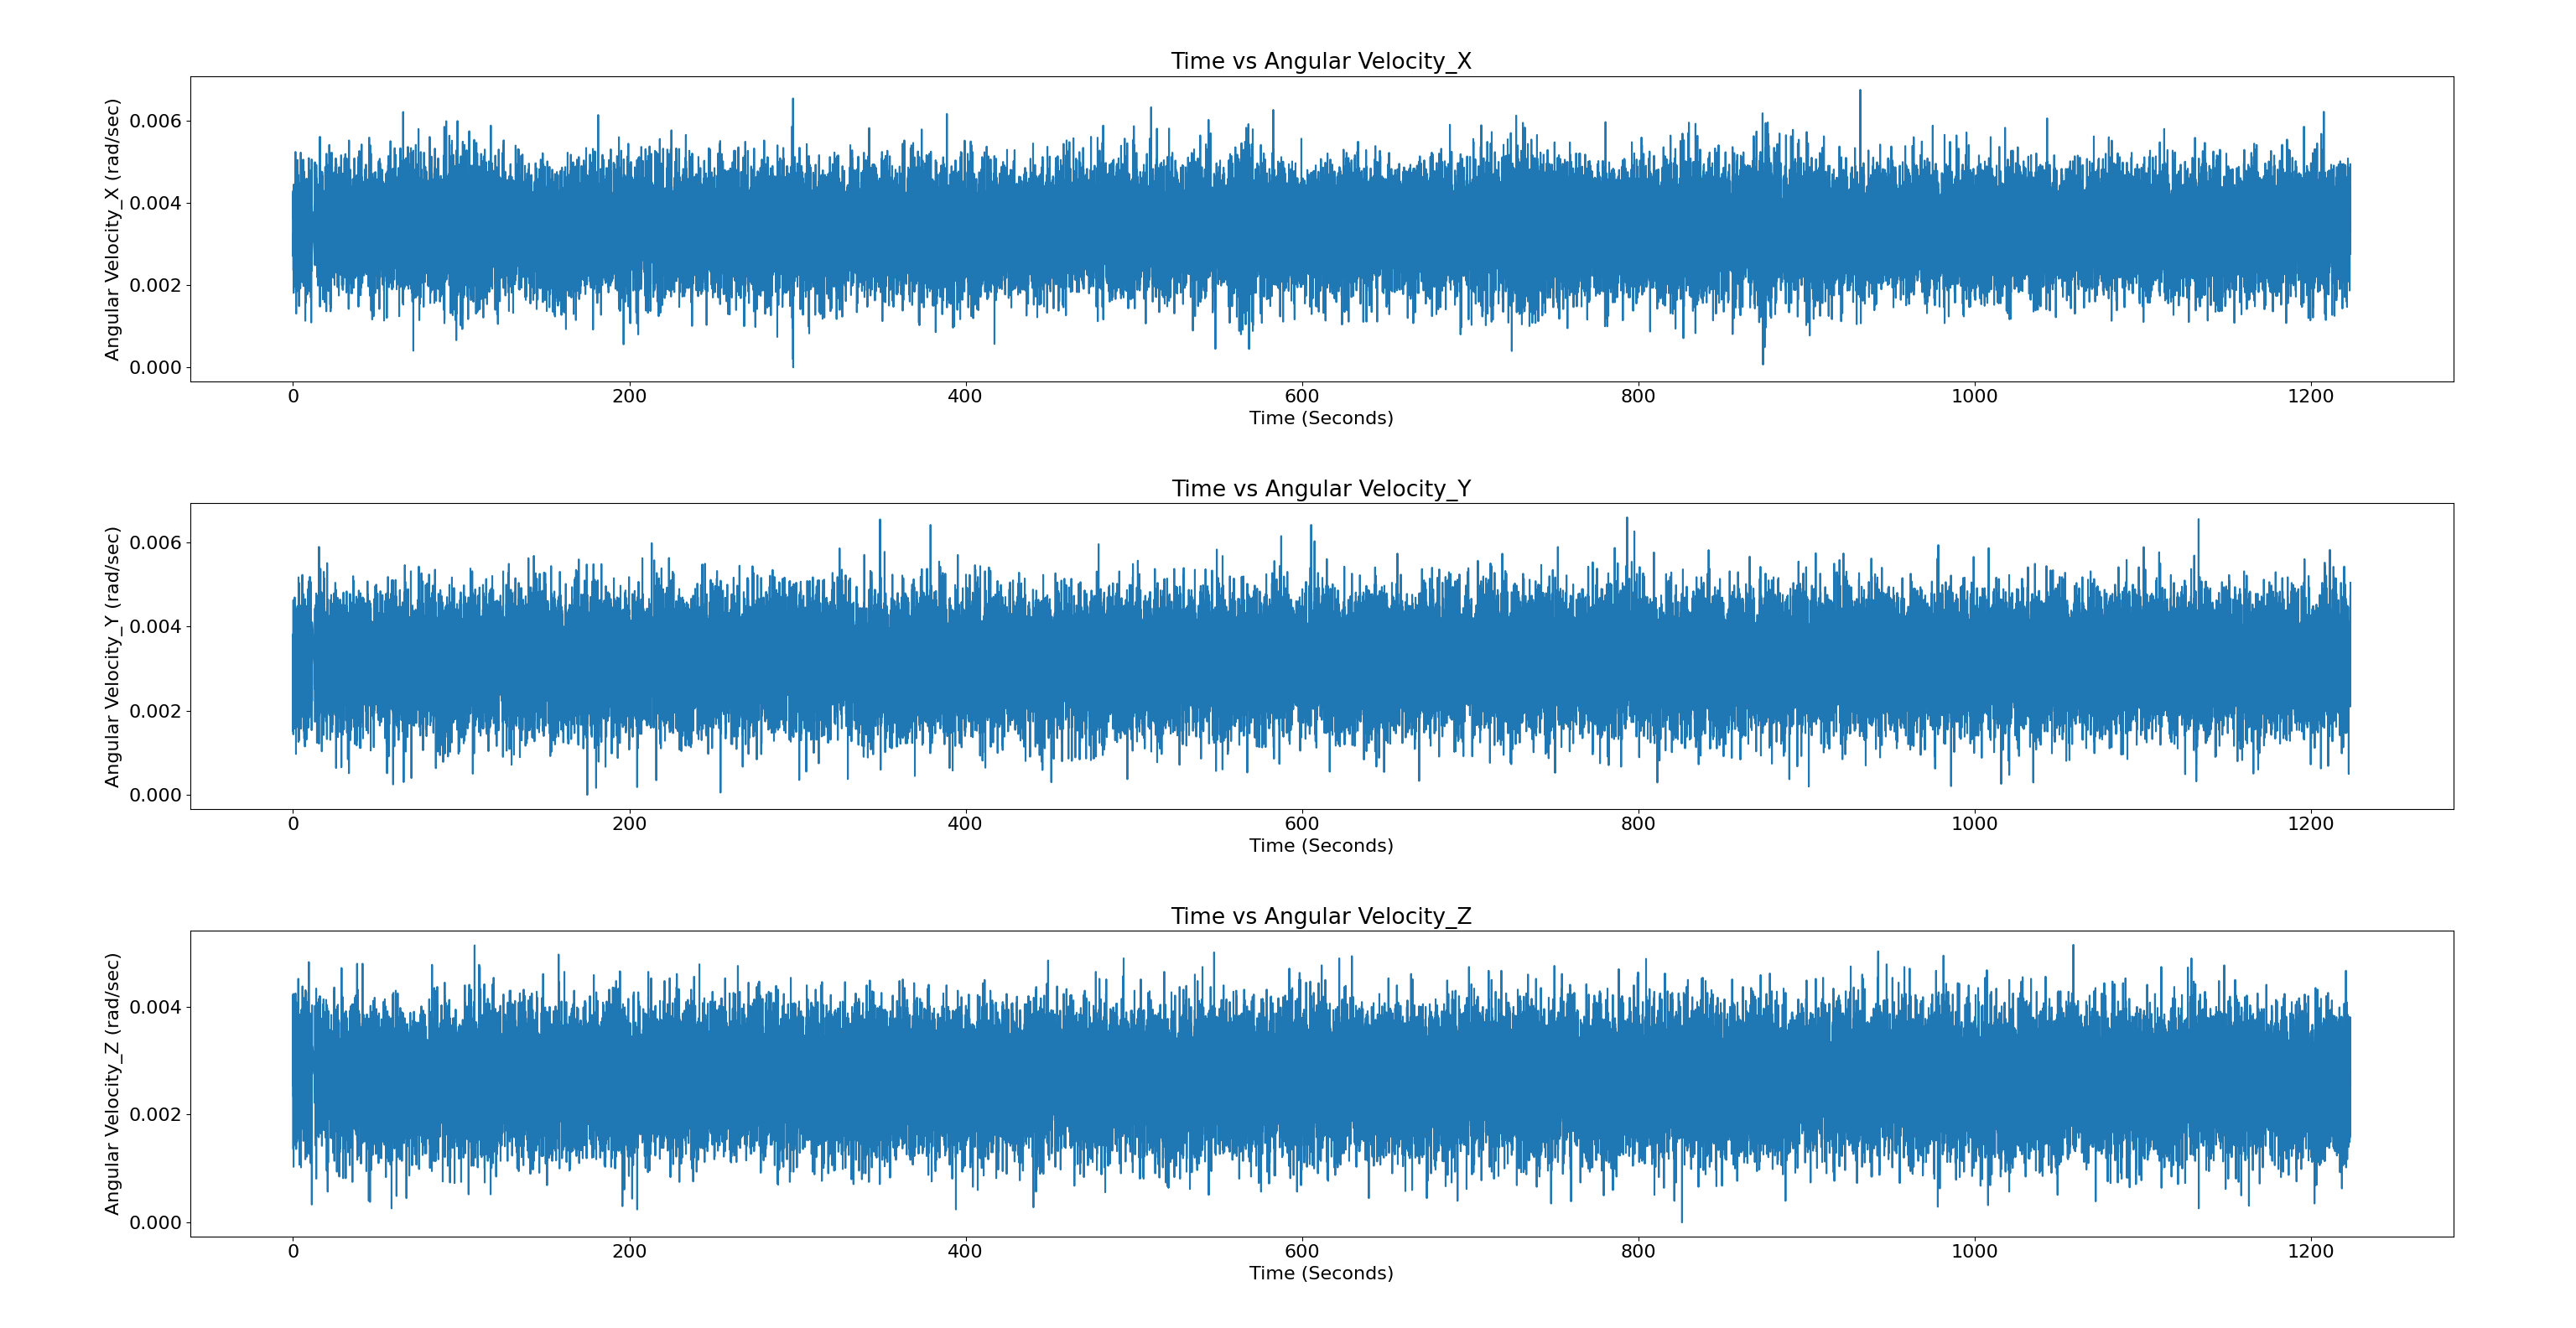 Time vs Angular Velocity_X
Angular Velocity_X (rad/sec)
0.006
0.004
0.002
0.000
0 200 400 600 800 1000 1200
Time (Seconds)
Time vs Angular Velocity_Y
Angular Velocity_Y (rad/sec)
0.006
0.004
0.002
0.000
0 200 400 600 800 1000 1200
Time (Seconds)
Time vs Angular Velocity_Z
Angular Velocity_Z (rad/sec)
0.004
0.002
0.000
0 200 400 600 800 1000 1200
Time (Seconds)